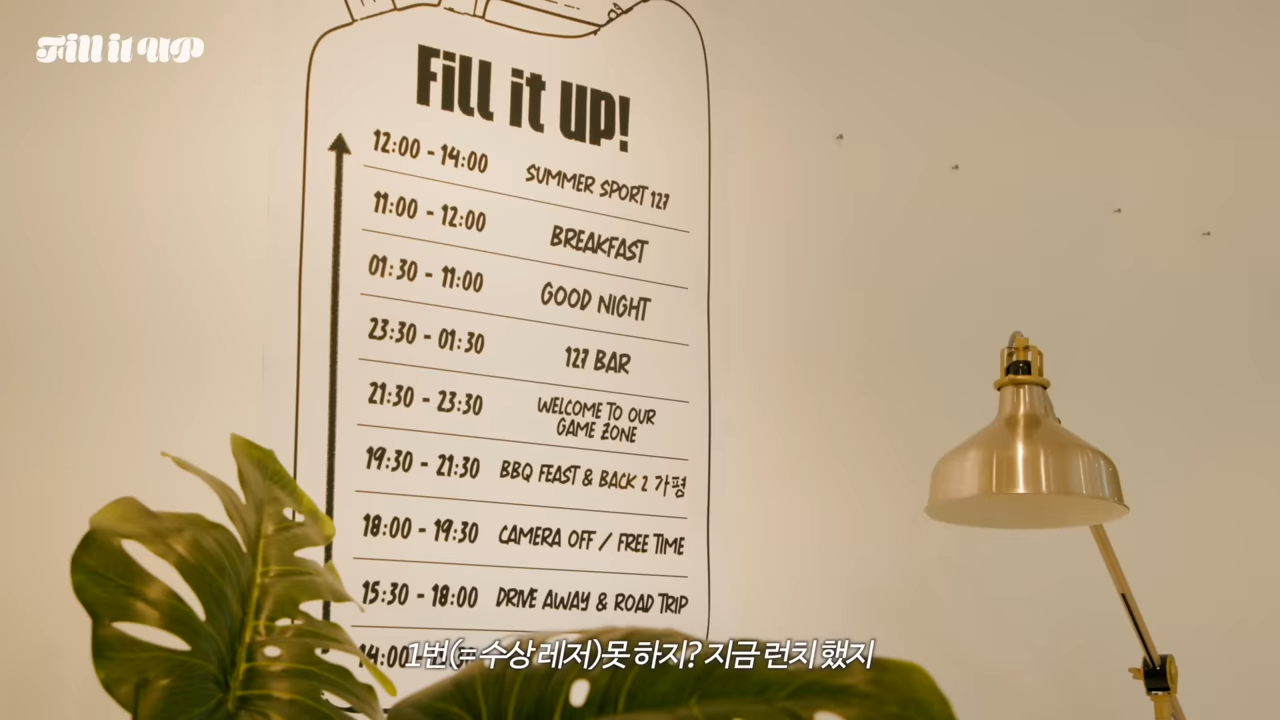 Fill it UP
Fill it UP!
12:00 - 14:00 SUMMER SPORT 127
11:00 - 12:00 BREAKFAST
01:30 - 11:00 GOOD NIGHT
23:30 - 01:30 127 BAR
21:30 - 23:30 WELCOME TO OUR
GAME ZONE
19:30 - 21:30 BBQ FEAST & BACK 2 가평
18:00 - 19:30 CAMERA OFF / FREE TIME
15:30 - 18:00 DRIVE AWAY & ROAD TRIP
14:00
1번(= 수상 레저)못 하지? 지금 런치 했지